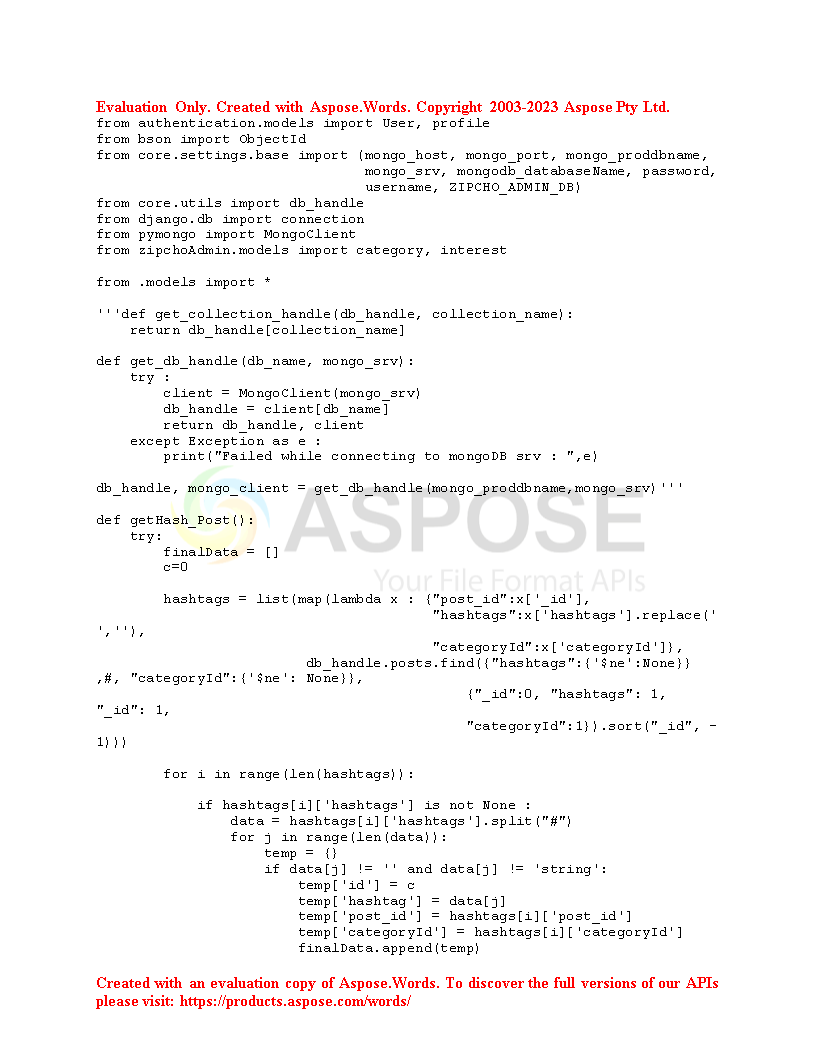 Evaluation Only. Created with Aspose.Words. Copyright 2003-2023 Aspose Pty Ltd.
from authentication.models import User, profile
from bson import ObjectId
from core.settings.base import (mongo_host, mongo_port, mongo_proddbname,
                                mongo_srv, mongodb_databaseName, password,
                                username, ZIPCHO_ADMIN_DB)
from core.utils import db_handle
from django.db import connection
from pymongo import MongoClient
from zipchoAdmin.models import category, interest

from .models import *

'''def get_collection_handle(db_handle, collection_name):
    return db_handle[collection_name]

def get_db_handle(db_name, mongo_srv):
    try :
        client = MongoClient(mongo_srv)
        db_handle = client[db_name]
        return db_handle, client
    except Exception as e :
        print("Failed while connecting to mongoDB srv : ",e)

db_handle, mongo_client = get_db_handle(mongo_proddbname,mongo_srv)'''

def getHash_Post():
    try:
        finalData = []
        c=0

        hashtags = list(map(lambda x : {"post_id":x['_id'],
                                        "hashtags":x['hashtags'].replace('
',''),
                                        "categoryId":x['categoryId']},
                         db_handle.posts.find({"hashtags":{'$ne':None}}
,#, "categoryId":{'$ne': None}},
                                            {"_id":0, "hashtags": 1,
"_id": 1,
                                            "categoryId":1}).sort("_id", -
1)))

        for i in range(len(hashtags)):

            if hashtags[i]['hashtags'] is not None :
                data = hashtags[i]['hashtags'].split("#")
                for j in range(len(data)):
                    temp = {}
                    if data[j] != '' and data[j] != 'string':
                        temp['id'] = c
                        temp['hashtag'] = data[j]
                        temp['post_id'] = hashtags[i]['post_id']
                        temp['categoryId'] = hashtags[i]['categoryId']
                        finalData.append(temp)
ASPOSE
Your File Format APIs
Created with an evaluation copy of Aspose.Words. To discover the full versions of our APIs
please visit: https://products.aspose.com/words/